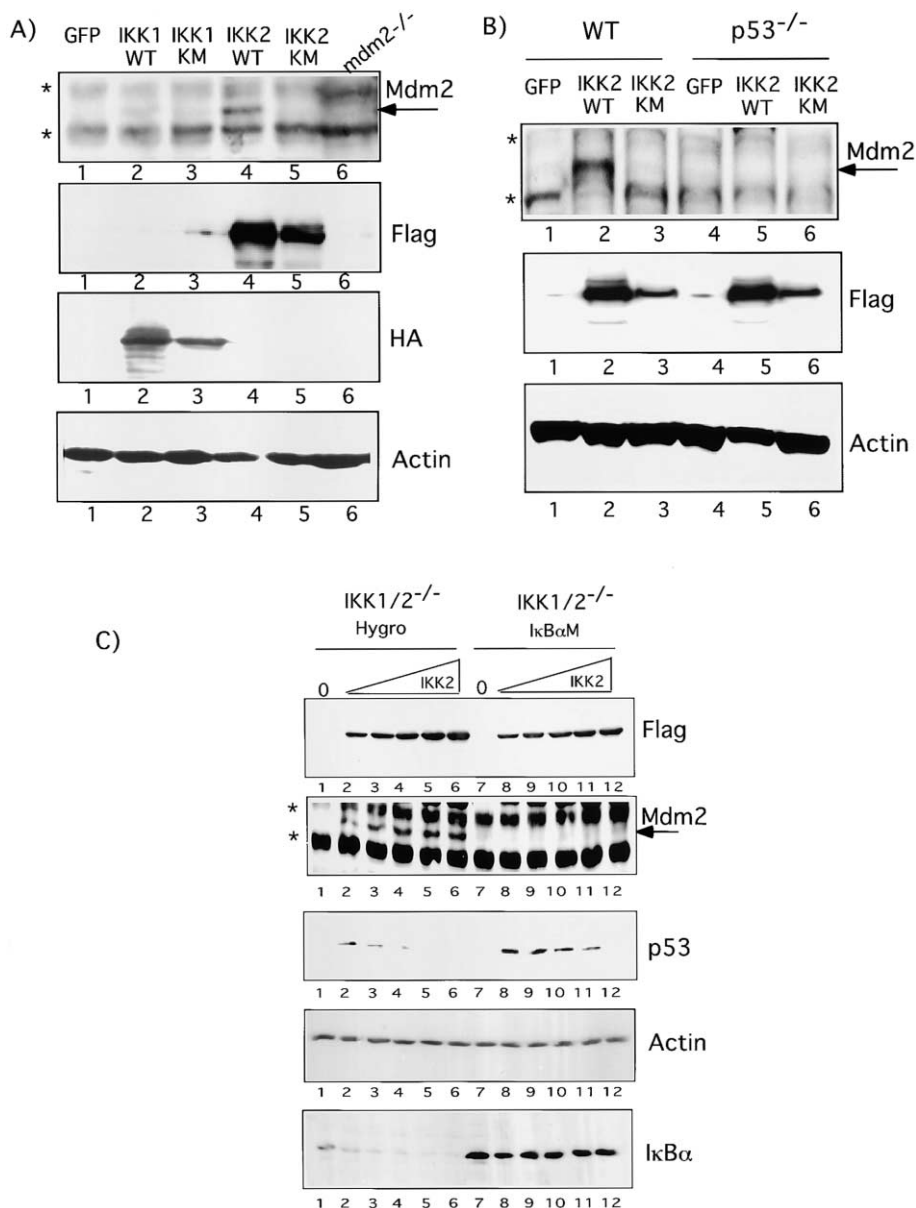 A)
GFP IKK1 WT IKK1 KM IKK2 WT IKK2 KM mdm2-/-
* Mdm2
*
1 2 3 4 5 6
Flag
1 2 3 4 5 6
HA
1 2 3 4 5 6
Actin
1 2 3 4 5 6
B)
WT p53-/-
GFP IKK2 WT IKK2 KM GFP IKK2 WT IKK2 KM
* Mdm2
*
1 2 3 4 5 6
Flag
1 2 3 4 5 6
Actin
1 2 3 4 5 6
C)
IKK1/2-/- IKK1/2-/-
Hygro IκBαM
0 IKK2 0 IKK2
Flag
1 2 3 4 5 6 7 8 9 10 11 12
* Mdm2
*
1 2 3 4 5 6 7 8 9 10 11 12
p53
1 2 3 4 5 6 7 8 9 10 11 12
Actin
1 2 3 4 5 6 7 8 9 10 11 12
IκBα
1 2 3 4 5 6 7 8 9 10 11 12